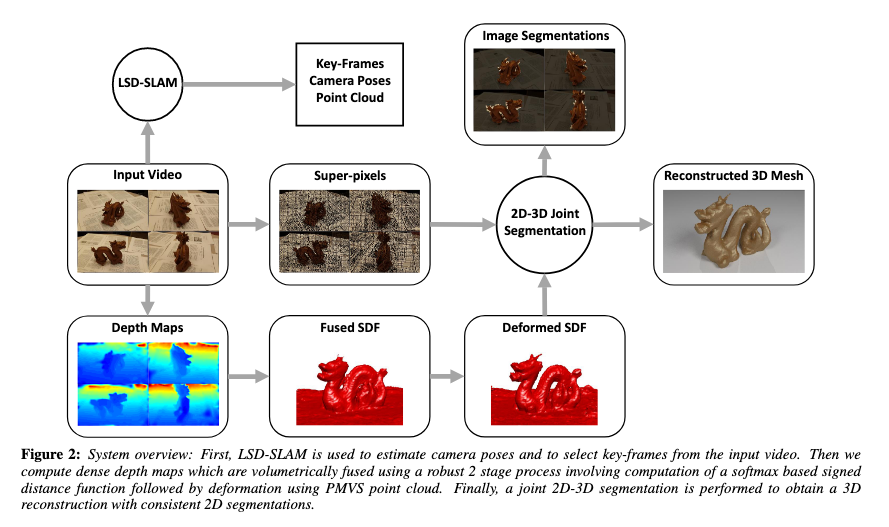 Image Segmentations
LSD-SLAM
Key-Frames
Camera Poses
Point Cloud
Input Video
Super-pixels
2D-3D Joint
Segmentation
Reconstructed 3D Mesh
Depth Maps
Fused SDF
Deformed SDF
Figure 2: System overview: First, LSD-SLAM is used to estimate camera poses and to select key-frames from the input video. Then we
compute dense depth maps which are volumetrically fused using a robust 2 stage process involving computation of a softmax based signed
distance function followed by deformation using PMVS point cloud. Finally, a joint 2D-3D segmentation is performed to obtain a 3D
reconstruction with consistent 2D segmentations.